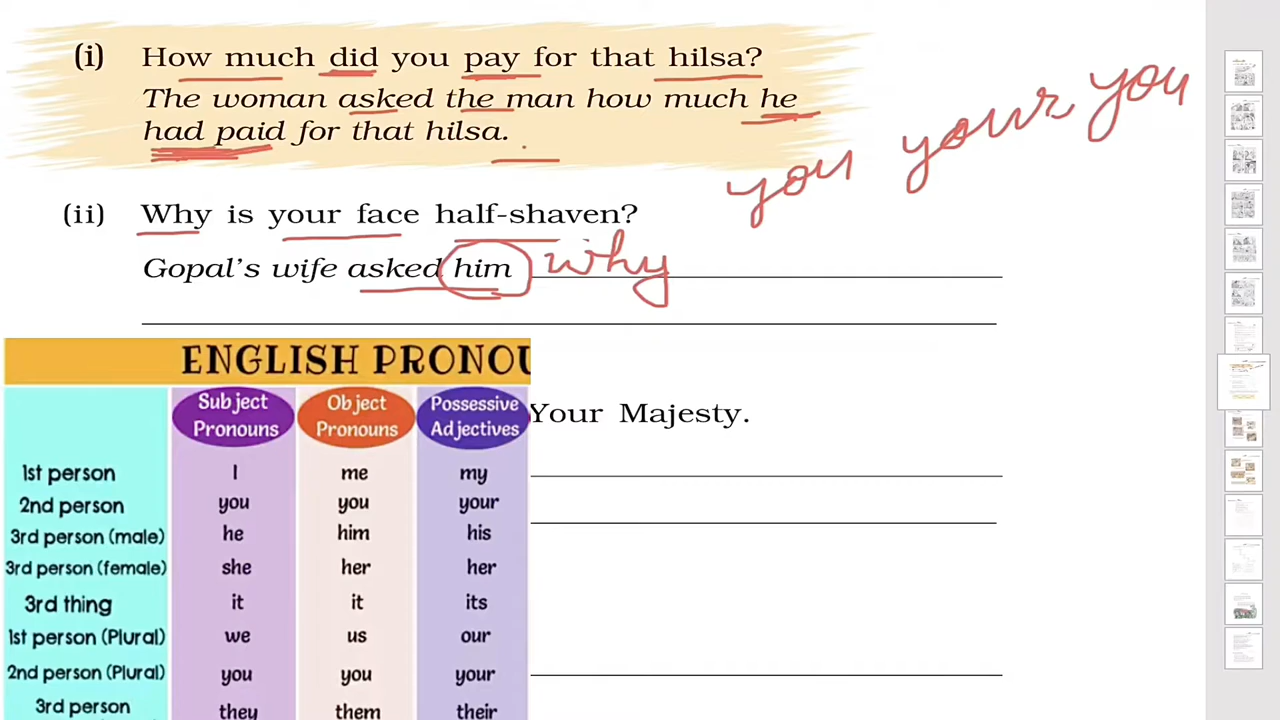 (i) How much did you pay for that hilsa?
The woman asked the man how much he
had paid for that hilsa.
you your you
(ii) Why is your face half-shaven?
Gopal's wife asked him why
ENGLISH PRONOU
Subject Pronouns Object Pronouns Possessive Adjectives
Your Majesty.
1st person I me my
2nd person you you your
3rd person (male) he him his
3rd person (female) she her her
3rd thing it it its
1st person (Plural) we us our
2nd person (Plural) you you your
3rd person they them their